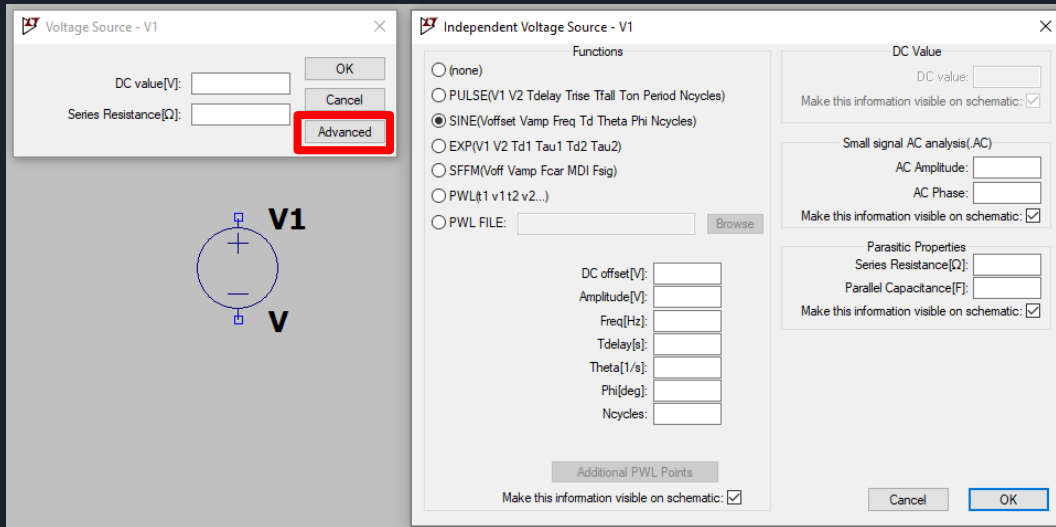 Voltage Source - V1
DC value[V]:
Series Resistance[Ω]:
OK
Cancel
Advanced
V1
V
Independent Voltage Source - V1
Functions
(none)
PULSE(V1 V2 Tdelay Trise Tfall Ton Period Ncycles)
SINE(Voffset Vamp Freq Td Theta Phi Ncycles)
EXP(V1 V2 Td1 Tau1 Td2 Tau2)
SFFM(Voff Vamp Fcar MDI Fsig)
PWL(t1 v1 t2 v2...)
PWL FILE:
Browse
DC offset[V]:
Amplitude[V]:
Freq[Hz]:
Tdelay[s]:
Theta[1/s]:
Phi[deg]:
Ncycles:
Additional PWL Points
Make this information visible on schematic:
DC Value
DC value:
Make this information visible on schematic:
Small signal AC analysis(.AC)
AC Amplitude:
AC Phase:
Make this information visible on schematic:
Parasitic Properties
Series Resistance[Ω]:
Parallel Capacitance[F]:
Make this information visible on schematic:
Cancel
OK